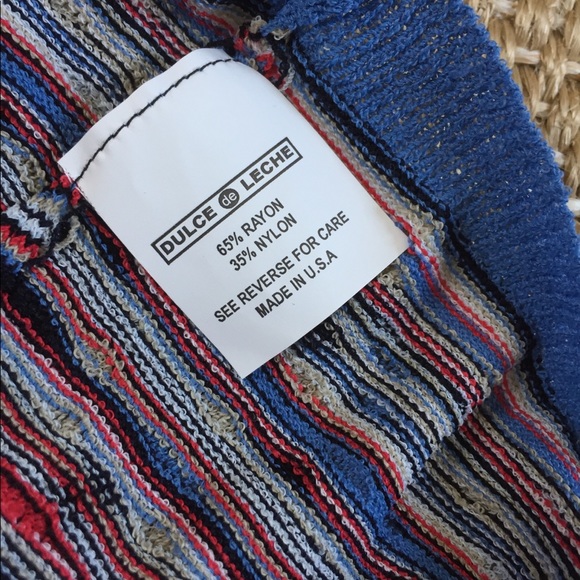 DULCE de LECHE
65% RAYON
35% NYLON
SEE REVERSE FOR CARE
MADE IN U.S.A